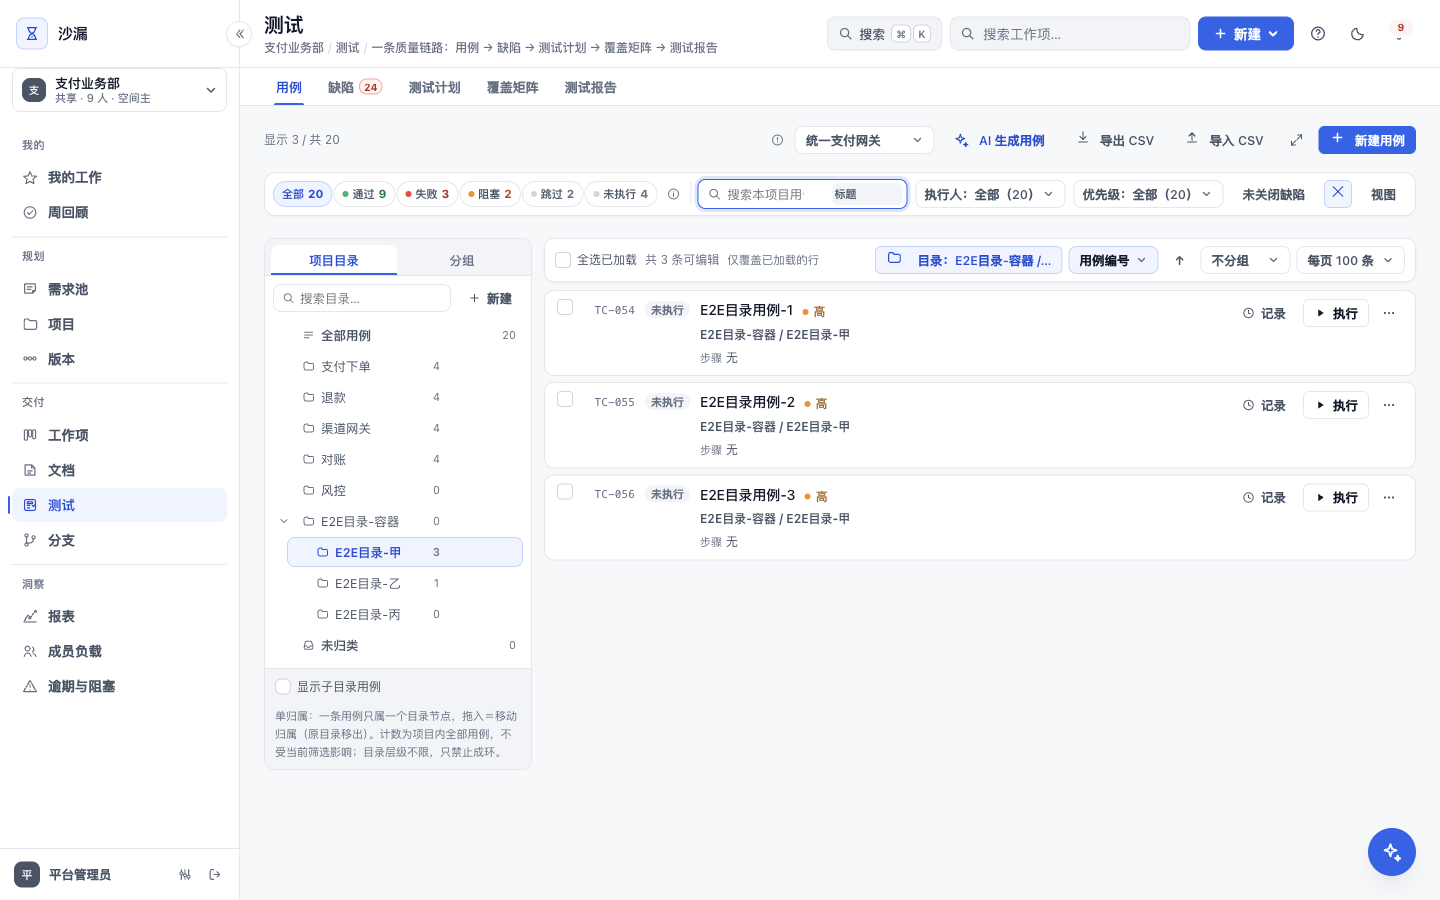 沙漏
支
支付业务部
共享 · 9 人 · 空间主
我的
我的工作
周回顾
规划
需求池
项目
版本
交付
工作项
文档
测试
分支
洞察
报表
成员负载
逾期与阻塞
平
平台管理员
测试
支付业务部 / 测试 / 一条质量链路：用例 → 缺陷 → 测试计划 → 覆盖矩阵 → 测试报告
搜索 ⌘ K
搜索工作项...
新建
9
用例
缺陷 24
测试计划
覆盖矩阵
测试报告
显示 3 / 共 20
统一支付网关
AI 生成用例
导出 CSV
导入 CSV
新建用例
全部 20
通过 9
失败 3
阻塞 2
跳过 2
未执行 4
搜索本项目用
标题
执行人：全部（20）
优先级：全部（20）
未关闭缺陷
视图
项目目录
分组
搜索目录...
新建
全部用例 20
支付下单 4
退款 4
渠道网关 4
对账 4
风控 0
E2E目录-容器 0
E2E目录-甲 3
E2E目录-乙 1
E2E目录-丙 0
未归类 0
显示子目录用例
单归属：一条用例只属一个目录节点，拖入=移动
归属（原目录移出）。计数为项目内全部用例，不
受当前筛选影响；目录层级不限，只禁止成环。
全选已加载 共 3 条可编辑 仅覆盖已加载的行
目录：E2E目录-容器 /...
用例编号
不分组
每页 100 条
TC-054 未执行 E2E目录用例-1 高
E2E目录-容器 / E2E目录-甲
步骤 无
记录 执行
TC-055 未执行 E2E目录用例-2 高
E2E目录-容器 / E2E目录-甲
步骤 无
记录 执行
TC-056 未执行 E2E目录用例-3 高
E2E目录-容器 / E2E目录-甲
步骤 无
记录 执行